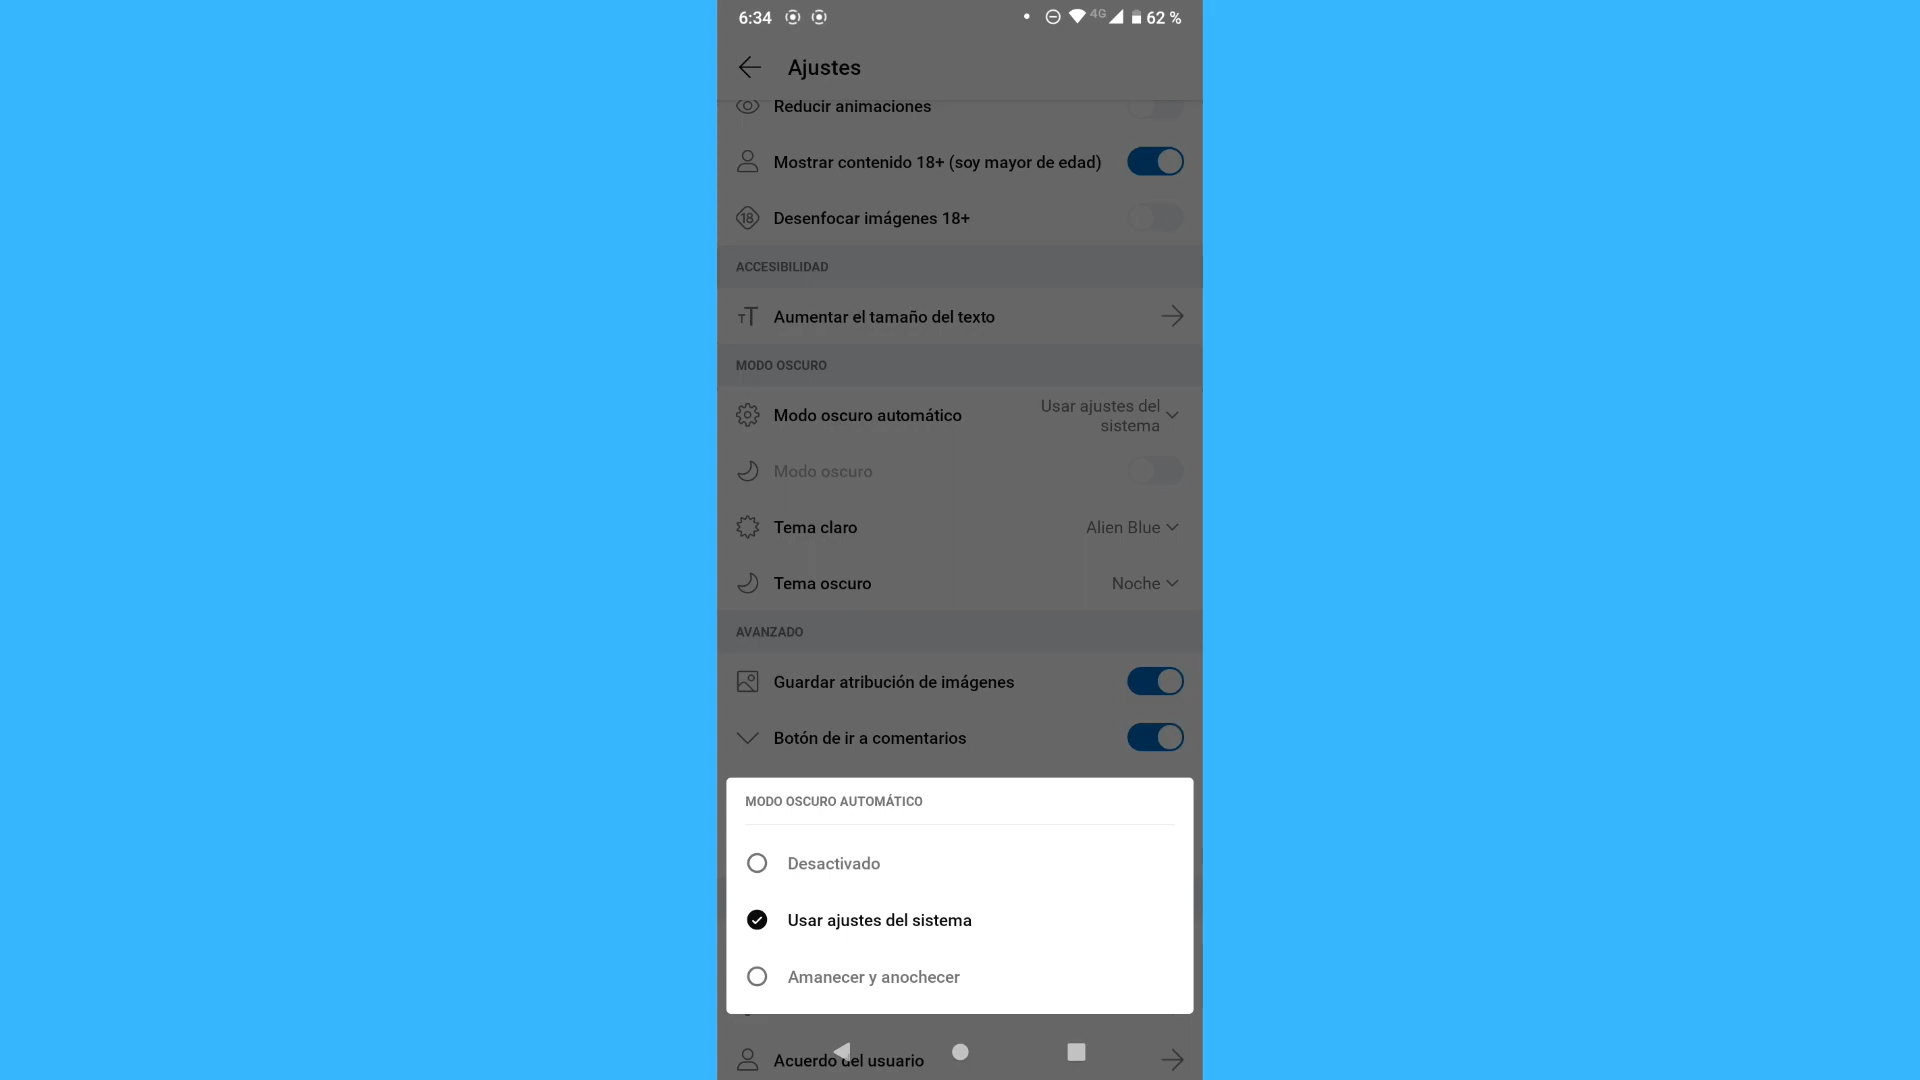 6:34
4G
62 %
Ajustes
Reducir animaciones
Mostrar contenido 18+ (soy mayor de edad)
18
Desenfocar imágenes 18+
ACCESIBILIDAD
TT
Aumentar el tamaño del texto
MODO OSCURO
Modo oscuro automático
Usar ajustes del
sistema
Modo oscuro
Tema claro
Alien Blue
Tema oscuro
Noche
AVANZADO
Guardar atribución de imágenes
Botón de ir a comentarios
MODO OSCURO AUTOMÁTICO
Desactivado
Usar ajustes del sistema
Amanecer y anochecer
Acuerdo del usuario